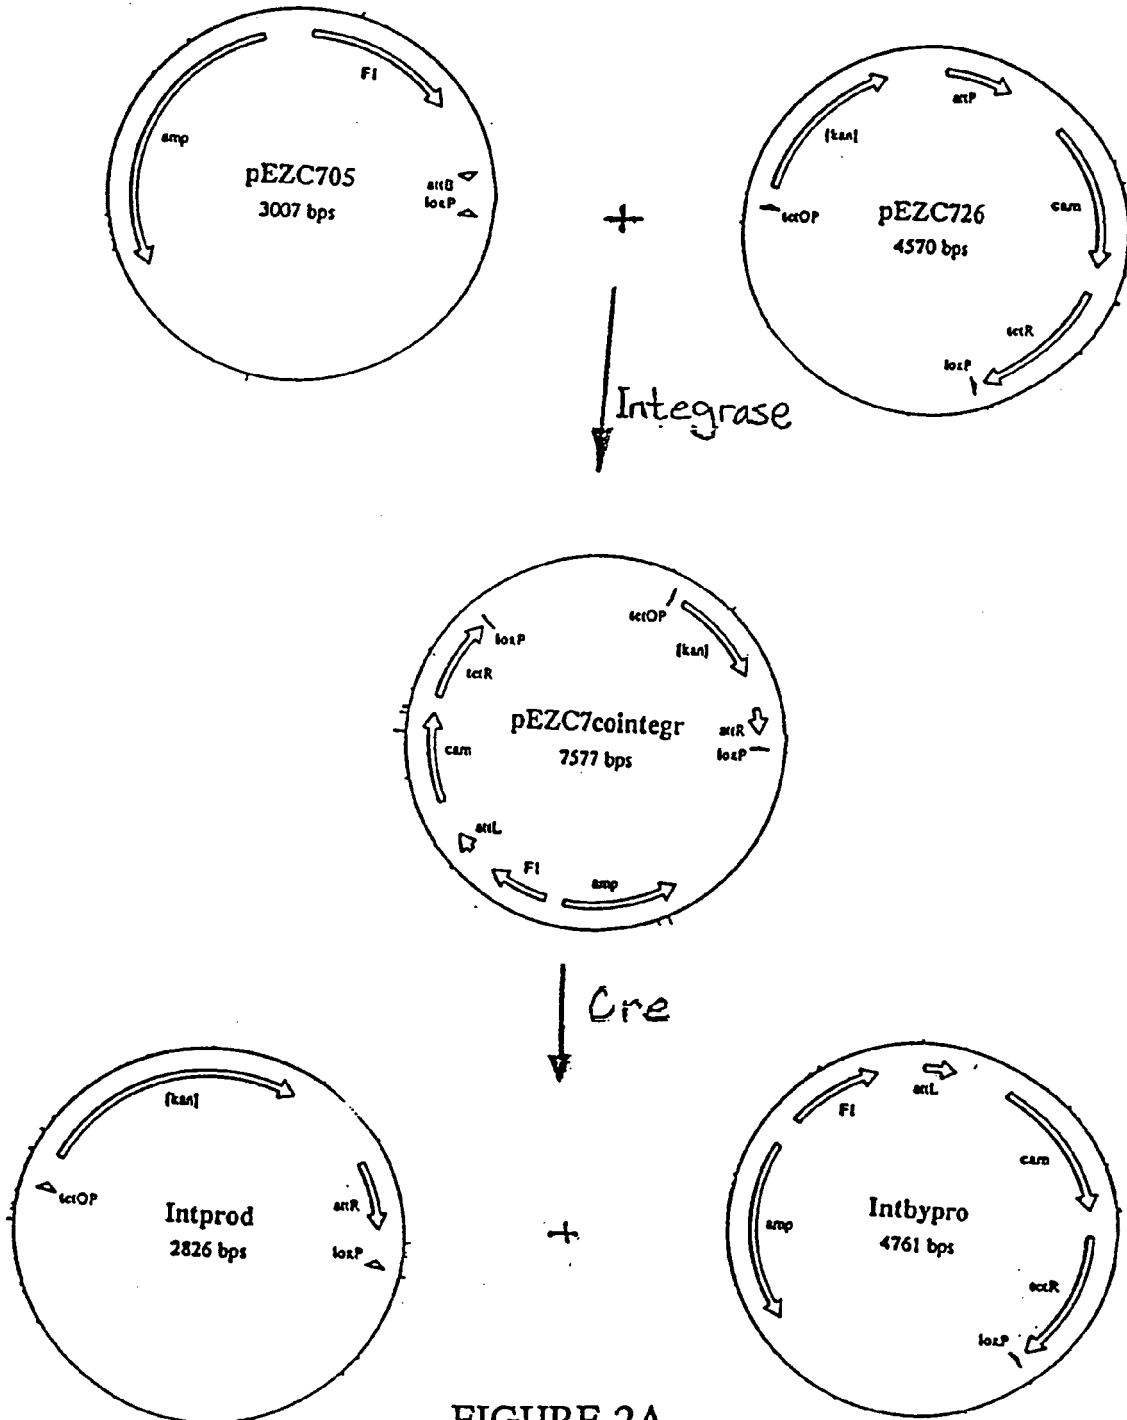 F1
amp
pEZC705
3007 bps
attB
loxP
+
attP
[kan]
cam
tetOP
pEZC726
4570 bps
tetR
loxP
Integrase
tetOP
[kan]
loxP
tetR
pEZC7cointegr
7577 bps
attR
loxP
cam
attL
F1
amp
Cre
[kan]
tetOP
Intprod
2826 bps
attR
loxP
+
attL
F1
cam
amp
Intbypro
4761 bps
tetR
loxP
FIGURE 2A